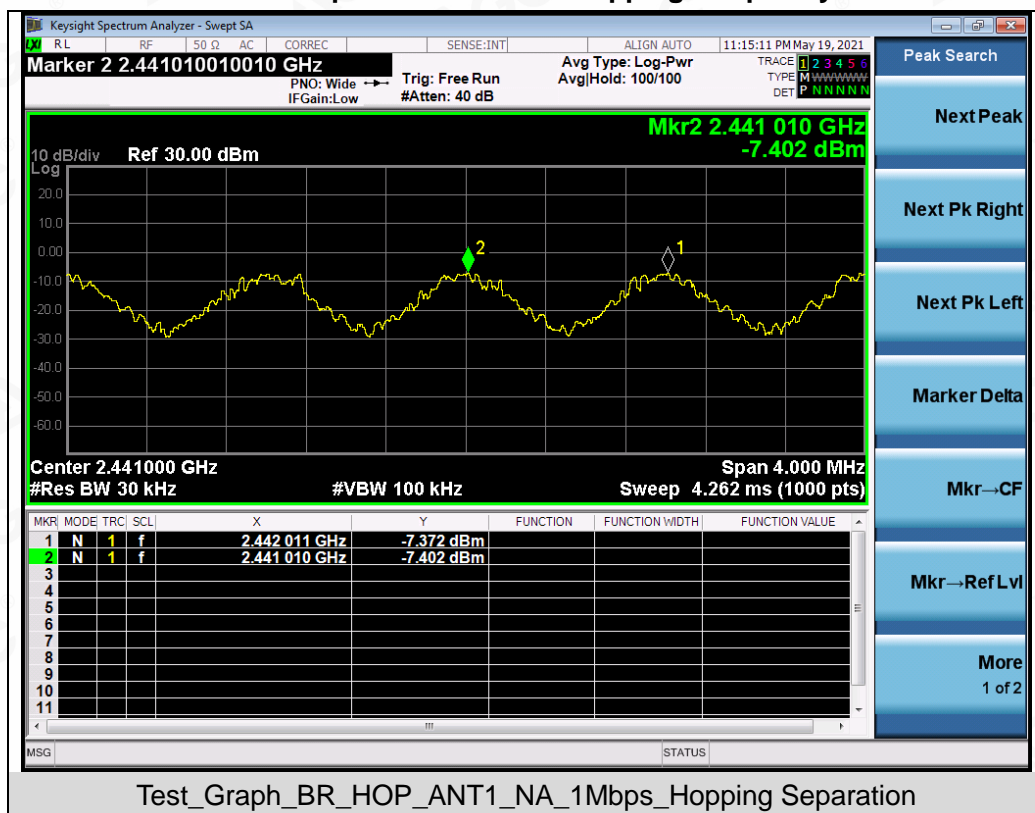 Keysight Spectrum Analyzer - Swept SA
LXI RL RF 50 Ω AC CORREC SENSE:INT ALIGN AUTO 11:15:11 PM May 19, 2021
Marker 2 2.441010010010 GHz
PNO: Wide
IFGain:Low
Trig: Free Run
#Atten: 40 dB
Avg Type: Log-Pwr
Avg|Hold: 100/100
TRACE 1 2 3 4 5 6
TYPE M W W W W W
DET P N N N N N
Mkr2 2.441 010 GHz
-7.402 dBm
10 dB/div Ref 30.00 dBm
Log
20.0
10.0
0.00
-10.0
-20.0
-30.0
-40.0
-50.0
-60.0
2
1
Center 2.441000 GHz Span 4.000 MHz
#Res BW 30 kHz #VBW 100 kHz Sweep 4.262 ms (1000 pts)
MKR MODE TRC SCL X Y FUNCTION FUNCTION WIDTH FUNCTION VALUE
1 N 1 f 2.442 011 GHz -7.372 dBm
2 N 1 f 2.441 010 GHz -7.402 dBm
3
4
5
6
7
8
9
10
11
MSG STATUS
Peak Search
Next Peak
Next Pk Right
Next Pk Left
Marker Delta
Mkr→CF
Mkr→Ref Lvl
More
1 of 2
Test_Graph_BR_HOP_ANT1_NA_1Mbps_Hopping Separation